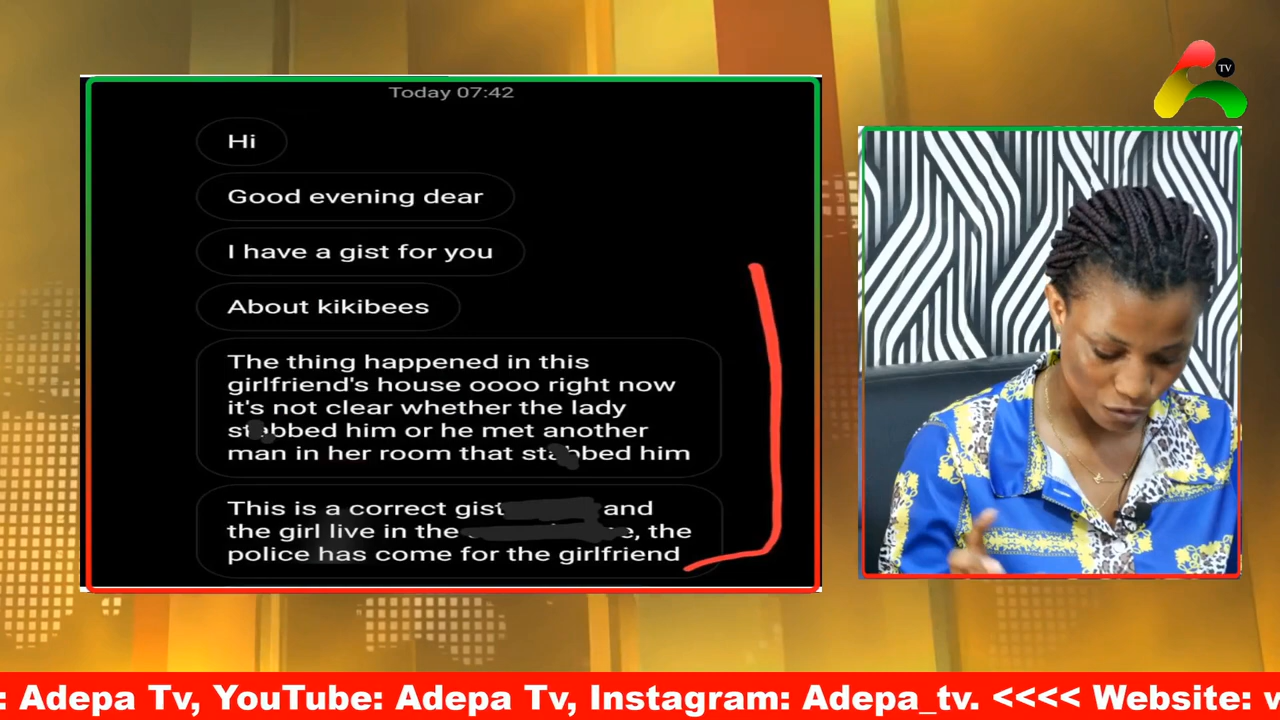 TV
Today 07:42
Hi
Good evening dear
I have a gist for you
About kikibees
The thing happened in this
girlfriend's house oooo right now
it's not clear whether the lady
stabbed him or he met another
man in her room that stabbed him
This is a correct gist and
the girl live in the the
police has come for the girlfriend
: Adepa Tv, YouTube: Adepa Tv, Instagram: Adepa_tv. <<<< Website: